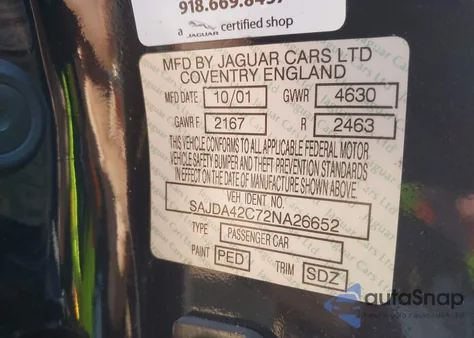 918.669.8457
a JAGUAR certified shop
MFD BY JAGUAR CARS LTD
COVENTRY ENGLAND
MFD DATE: 10/01 GVWR 4630
GAWR F 2167 R 2463
THIS VEHICLE CONFORMS TO ALL APPLICABLE FEDERAL MOTOR
VEHICLE SAFETY BUMPER AND THEFT PREVENTION STANDARDS
IN EFFECT ON THE DATE OF MANUFACTURE SHOWN ABOVE.
VEH IDENT. NO.
SAJDA42C72NA26652
TYPE PASSENGER CAR
PAINT PED TRIM SDZ
autaSnap